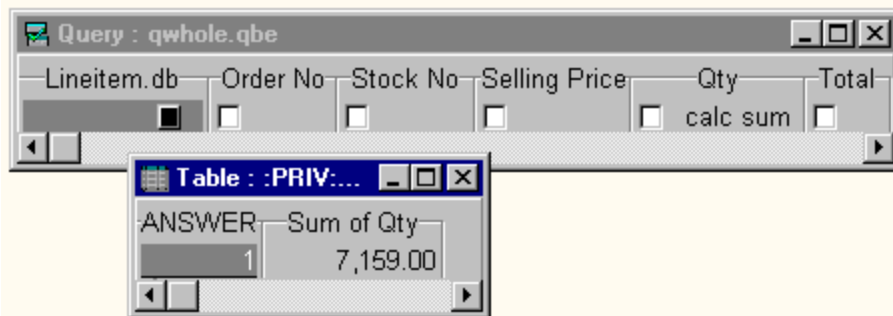 Query : qwhole.qbe
Lineitem.db Order No Stock No Selling Price Qty Total
calc sum
Table : :PRIV:...
ANSWER Sum of Qty
1 7,159.00